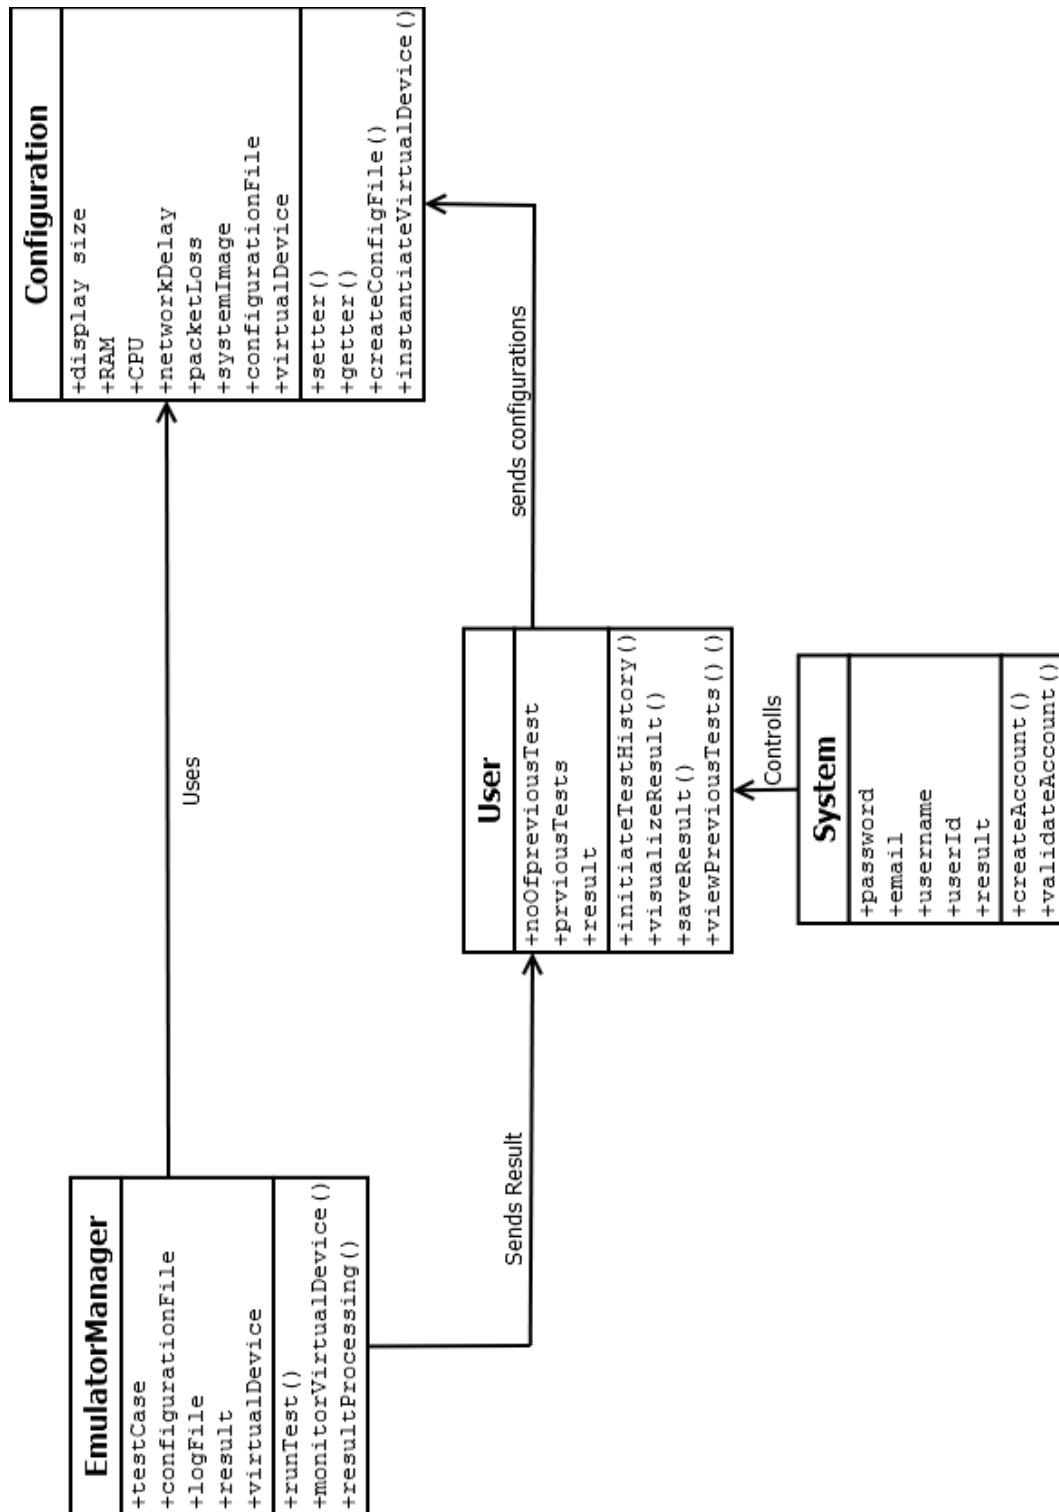 EmulatorManager
+testCase
+configurationFile
+logFile
+result
+virtualDevice
+runTest()
+monitorVirtualDevice()
+resultProcessing()
Uses
Configuration
+display size
+RAM
+CPU
+networkDelay
+packetLoss
+systemImage
+configurationFile
+virtualDevice
+setter()
+getter()
+createConfigFile()
+instantiateVirtualDevice()
Sends Result
User
+noOfpreviousTest
+prviousTests
+result
+initiateTestHistory()
+visualizeResult()
+saveResult()
+viewPreviousTests()()
sends configurations
Controlls
System
+password
+email
+username
+userId
+result
+createAccount()
+validateAccount()